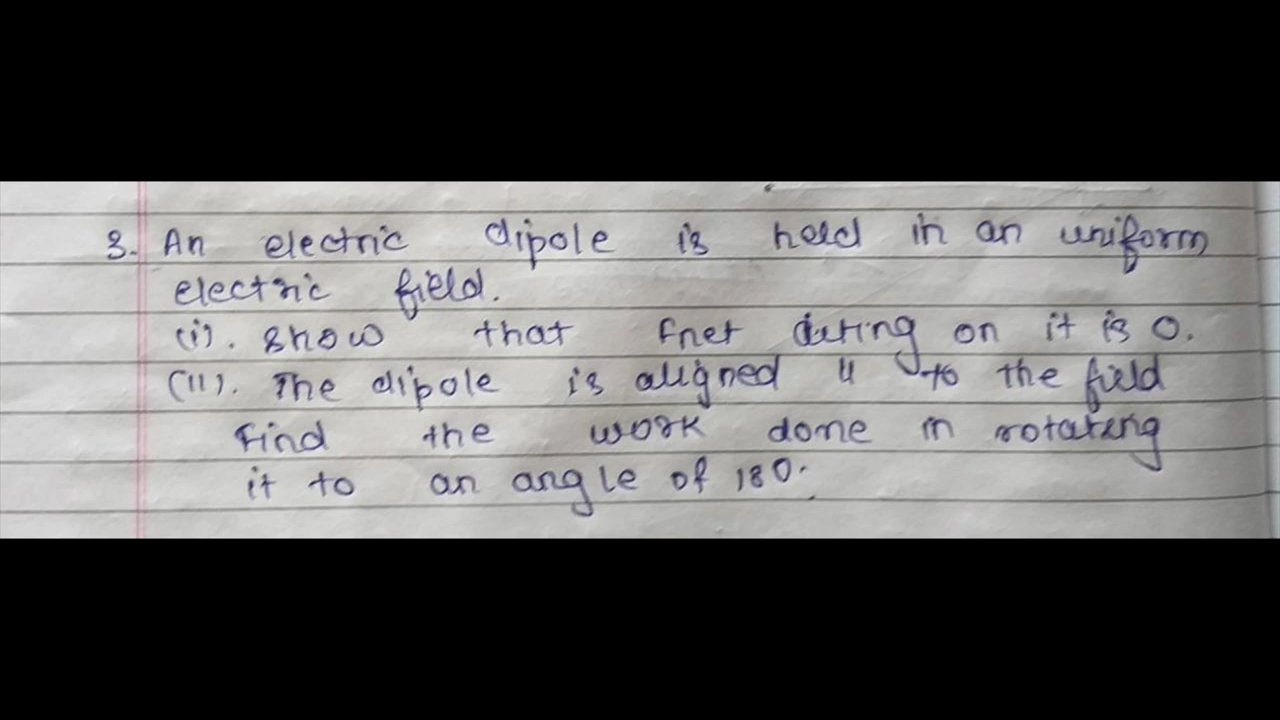 3. An electric dipole is held in an uniform
electric field.
(i). show that Fnet during on it is 0.
(II). The dipole is aligned 11 to the field
Find the work done in rotating
it to an angle of 180.